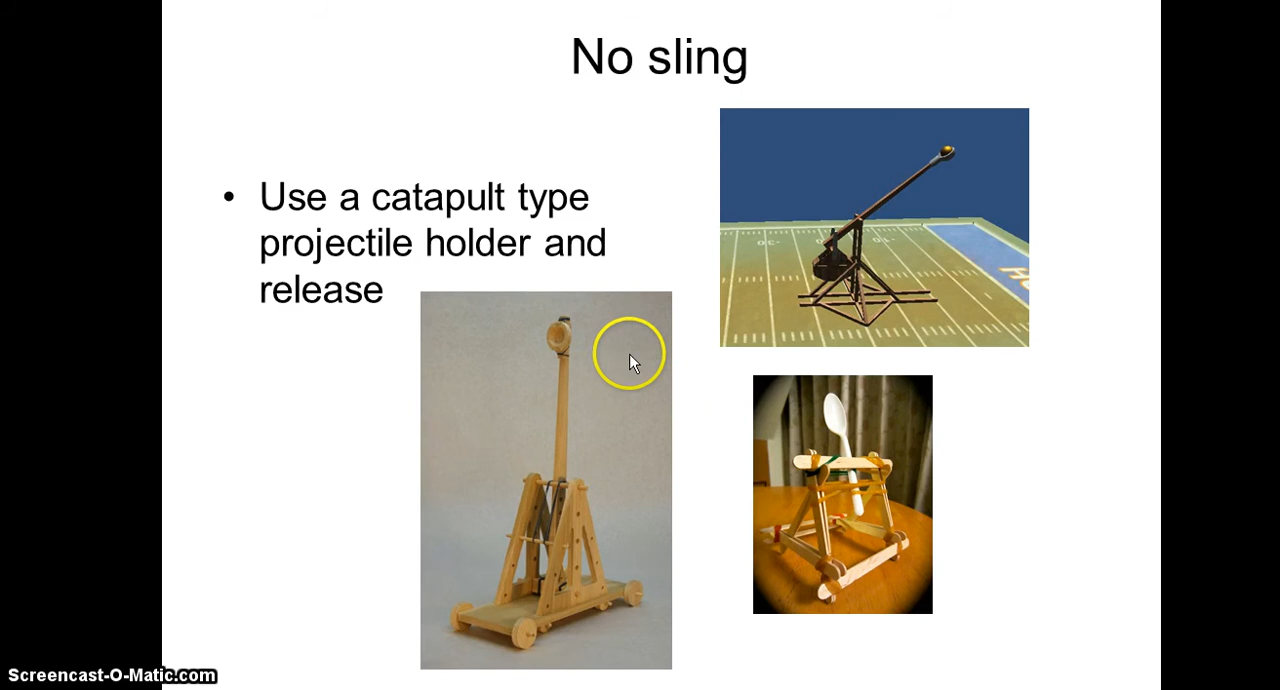 No sling
• Use a catapult type
projectile holder and
release
Screencast-O-Matic.com